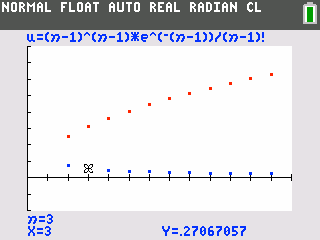 NORMAL FLOAT AUTO REAL RADIAN CL
u=(n-1)^(n-1)*e^(-(n-1))/(n-1)!
n=3
X=3 Y=.27067057